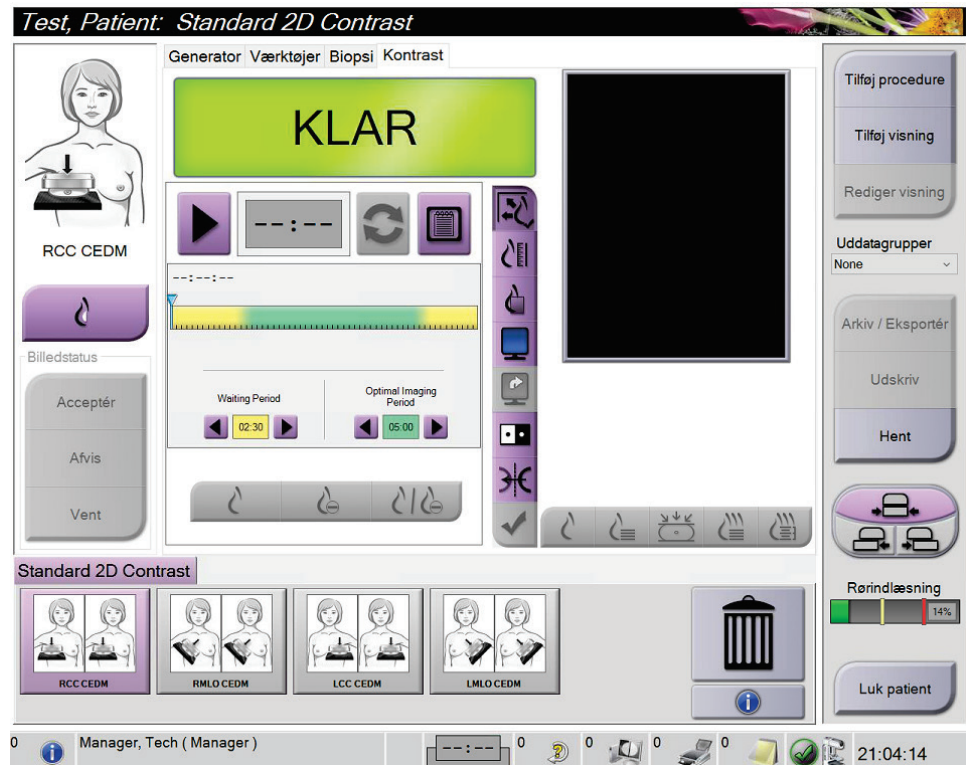 Test, Patient: Standard 2D Contrast
Generator Værktøjer Biopsi Kontrast
KLAR
RCC CEDM
--:--
--:--:--
Waiting Period
Optimal Imaging
Period
02:30
05:00
Billedstatus
Acceptér
Afvis
Vent
Tilføj procedure
Tilføj visning
Rediger visning
Uddatagrupper
None
Arkiv / Eksportér
Udskriv
Hent
Rørindlæsning
14%
Luk patient
Standard 2D Contrast
RCC CEDM
RMLO CEDM
LCC CEDM
LMLO CEDM
0
Manager, Tech ( Manager )
--:--
0
0
0
0
21:04:14